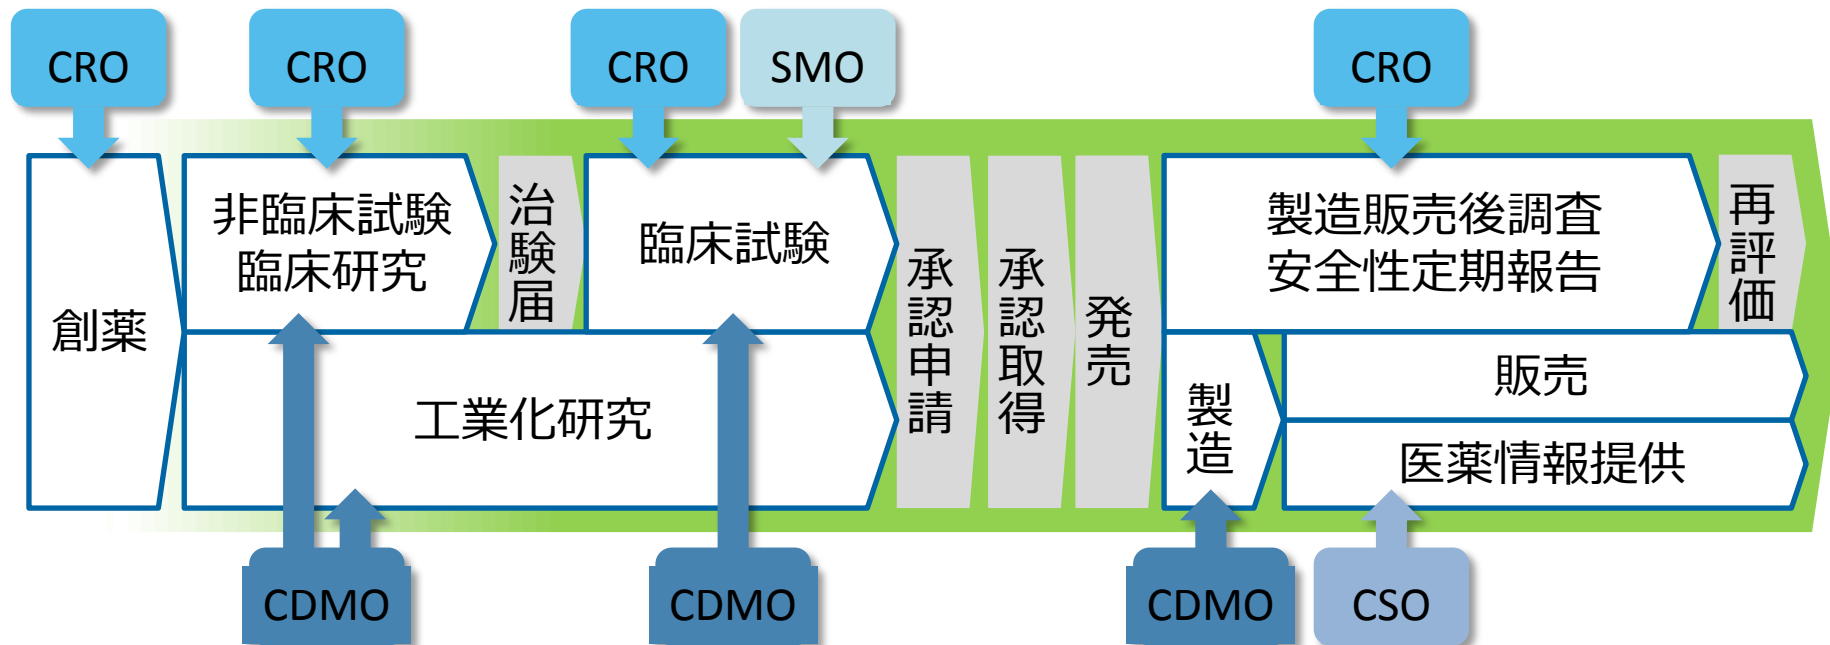 CRO
CRO
CRO
SMO
CRO
創薬
非臨床試験
臨床研究
治験届
臨床試験
工業化研究
承認申請
承認取得
発売
製造販売後調査
安全性定期報告
再評価
製造
販売
医薬情報提供
CDMO
CDMO
CDMO
CSO